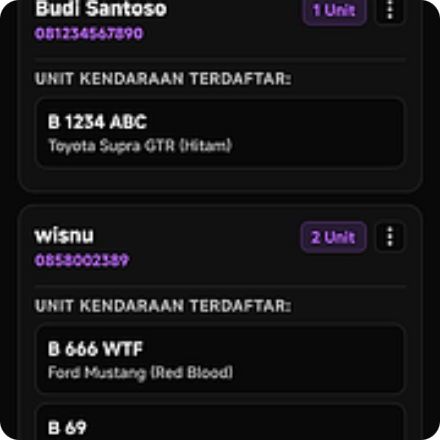 Budi Santoso
1 Unit
081234567890
UNIT KENDARAAN TERDAFTAR:
B 1234 ABC
Toyota Supra GTR (Hitam)
wisnu
2 Unit
0858002389
UNIT KENDARAAN TERDAFTAR:
B 666 WTF
Ford Mustang (Red Blood)
B 69